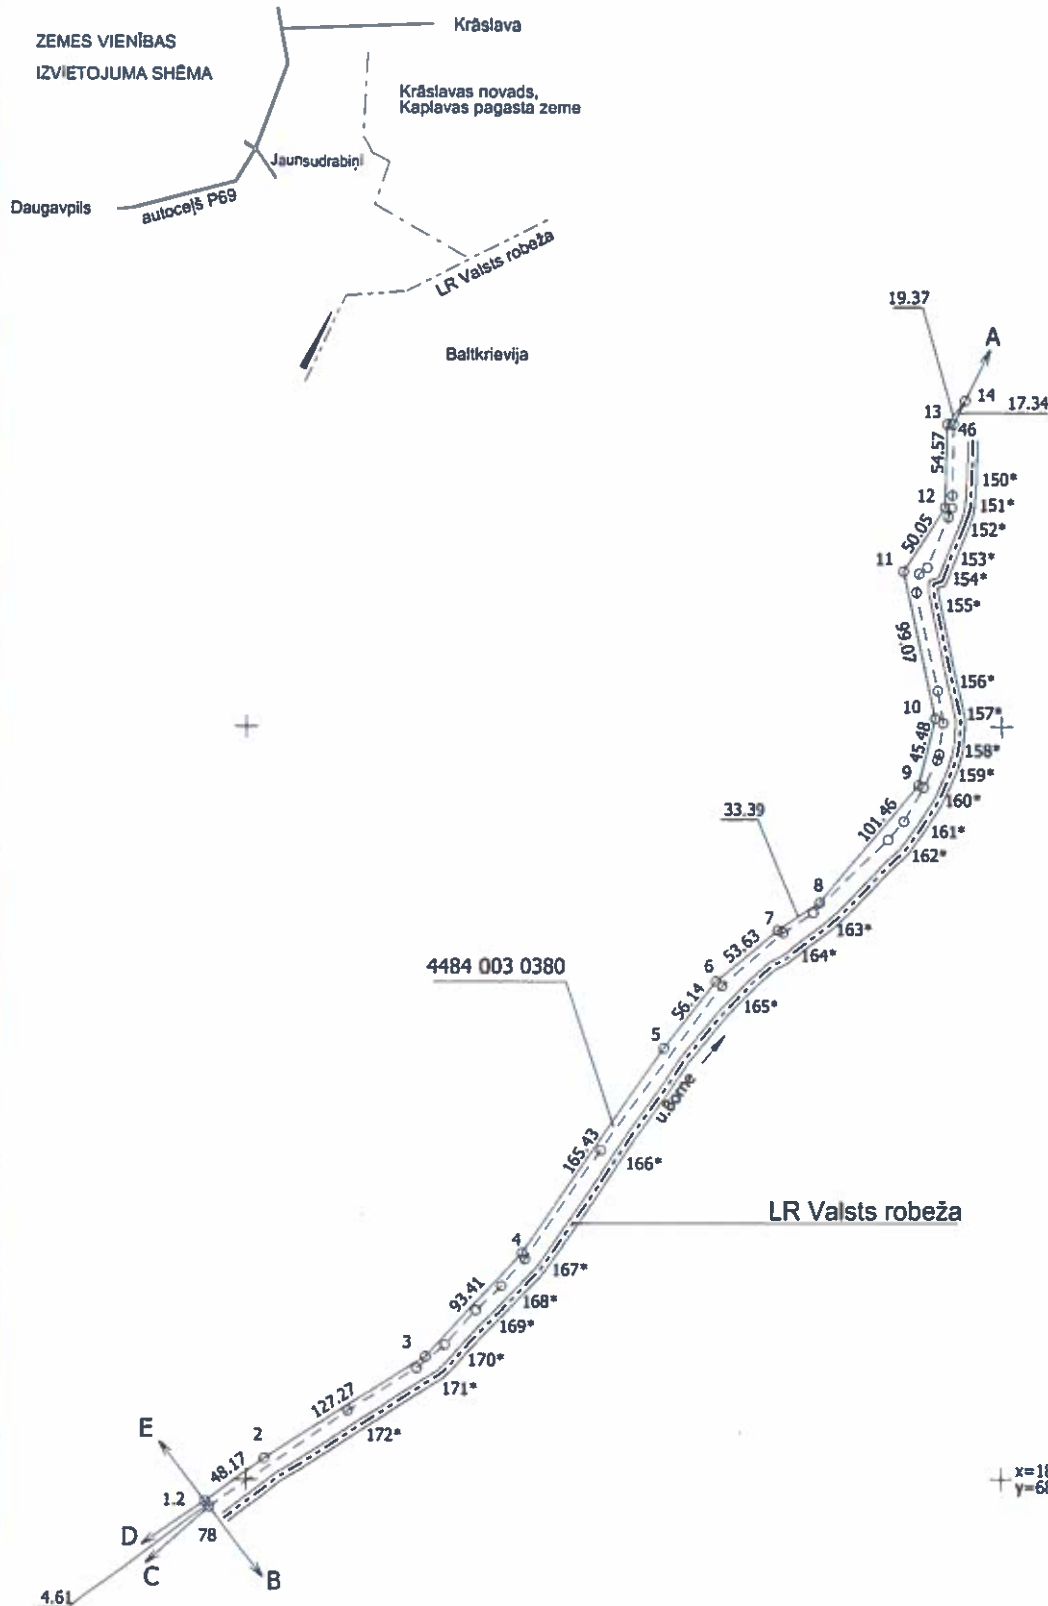 ZEMES VIENĪBAS
IZVIETOJUMA SHĒMA
Krāslava
Krāslavas novads,
Kaplavas pagasta zeme
Jaunsudrabiņi
Daugavpils
autoceļš P69
LR Valsts robeža
Baltkrievija
19.37
A
14
17.34
13
46
54.57
150*
12
151*
152*
50.05
11
153*
154*
155*
99.07
156*
10
157*
45.48
158*
9
159*
160*
33.39
101.46
161*
162*
8
163*
7
164*
53.63
4484 003 0380
6
165*
56.14
5
u.Borne
165.43
166*
LR Valsts robeža
4
167*
168*
93.41
169*
3
170*
171*
127.27
172*
E
2
48.17
x=18
y=68
1.2
78
D
C
B
4.61